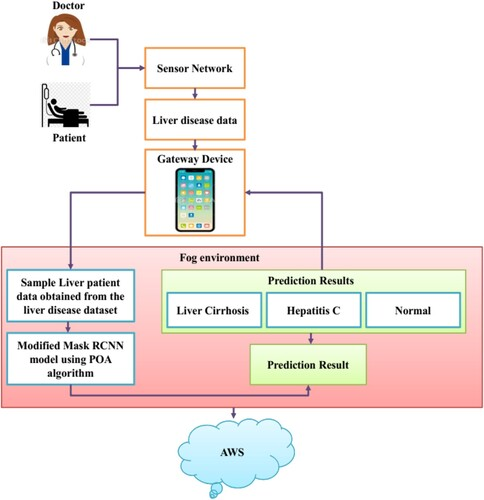 Doctor
Patient
Sensor Network
Liver disease data
Gateway Device
Fog environment
Sample Liver patient
data obtained from the
liver disease dataset
Modified Mask RCNN
model using POA
algorithm
Prediction Results
Liver Cirrhosis
Hepatitis C
Normal
Prediction Result
AWS